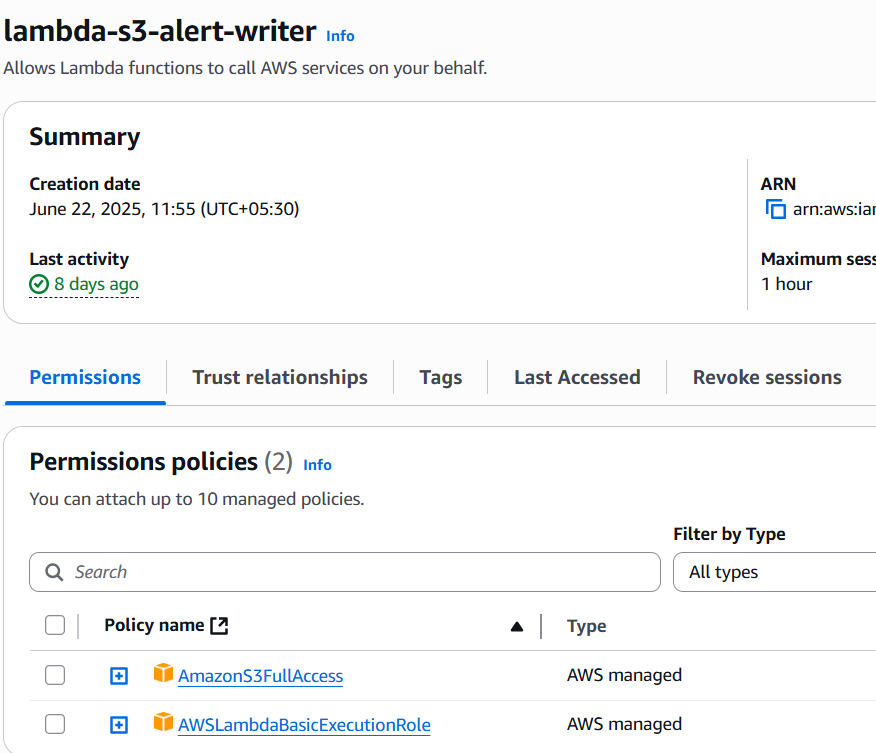 lambda-s3-alert-writer Info
Allows Lambda functions to call AWS services on your behalf.
Summary
Creation date
June 22, 2025, 11:55 (UTC+05:30)
ARN
arn:aws:iam
Last activity
8 days ago
Maximum sess
1 hour
Permissions
Trust relationships
Tags
Last Accessed
Revoke sessions
Permissions policies (2) Info
You can attach up to 10 managed policies.
Filter by Type
Search
All types
Policy name
Type
AmazonS3FullAccess
AWS managed
AWSLambdaBasicExecutionRole
AWS managed